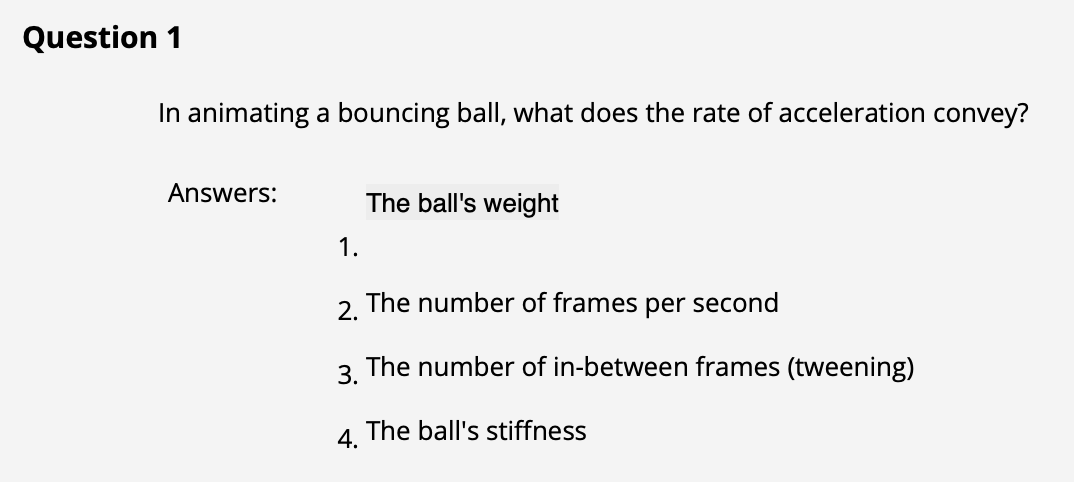 Question 1
In animating a bouncing ball, what does the rate of acceleration convey?
Answers:
The ball's weight
1.
2. The number of frames per second
3. The number of in-between frames (tweening)
4. The ball's stiffness